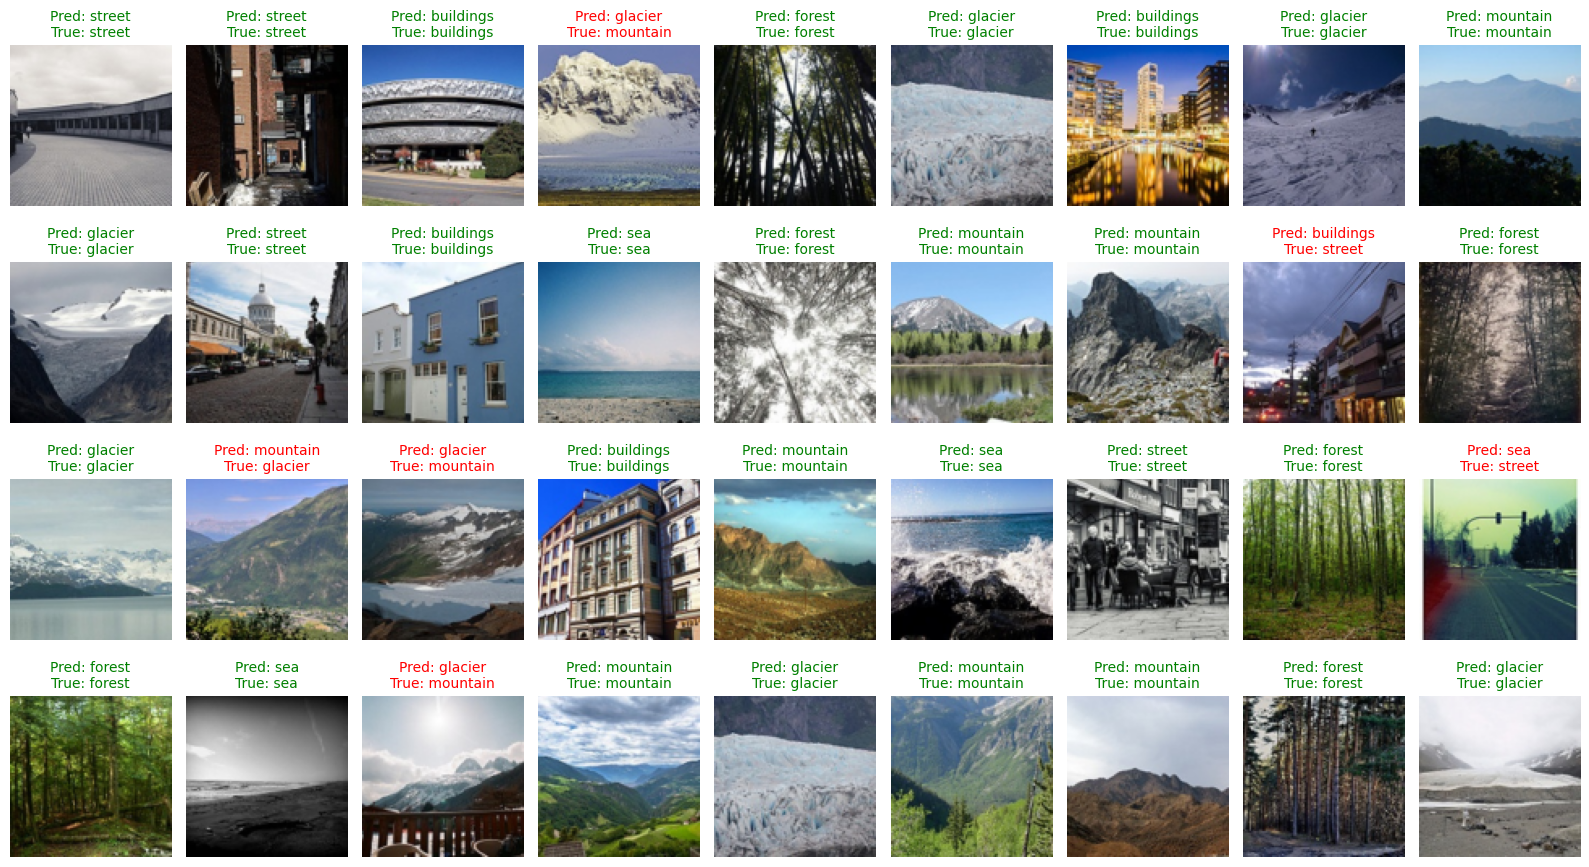 Pred: street
True: street
Pred: street
True: street
Pred: buildings
True: buildings
Pred: glacier
True: mountain
Pred: forest
True: forest
Pred: glacier
True: glacier
Pred: buildings
True: buildings
Pred: glacier
True: glacier
Pred: mountain
True: mountain
Pred: glacier
True: glacier
Pred: street
True: street
Pred: buildings
True: buildings
Pred: sea
True: sea
Pred: forest
True: forest
Pred: mountain
True: mountain
Pred: mountain
True: mountain
Pred: buildings
True: street
Pred: forest
True: forest
Pred: glacier
True: glacier
Pred: mountain
True: glacier
Pred: glacier
True: mountain
Pred: buildings
True: buildings
Pred: mountain
True: mountain
Pred: sea
True: sea
Pred: street
True: street
Pred: forest
True: forest
Pred: sea
True: street
Pred: forest
True: forest
Pred: sea
True: sea
Pred: glacier
True: mountain
Pred: mountain
True: mountain
Pred: glacier
True: glacier
Pred: mountain
True: mountain
Pred: mountain
True: mountain
Pred: forest
True: forest
Pred: glacier
True: glacier